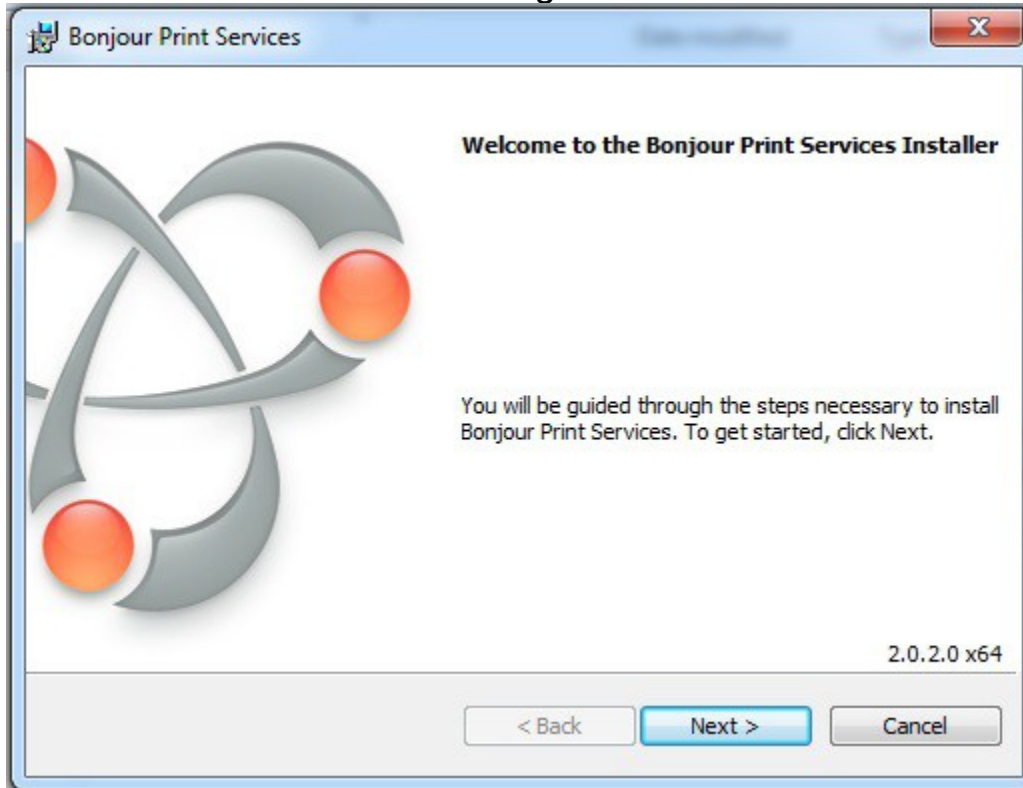 Bonjour Print Services
Welcome to the Bonjour Print Services Installer
You will be guided through the steps necessary to install
Bonjour Print Services. To get started, click Next.
2.0.2.0 x64
< Back
Next >
Cancel